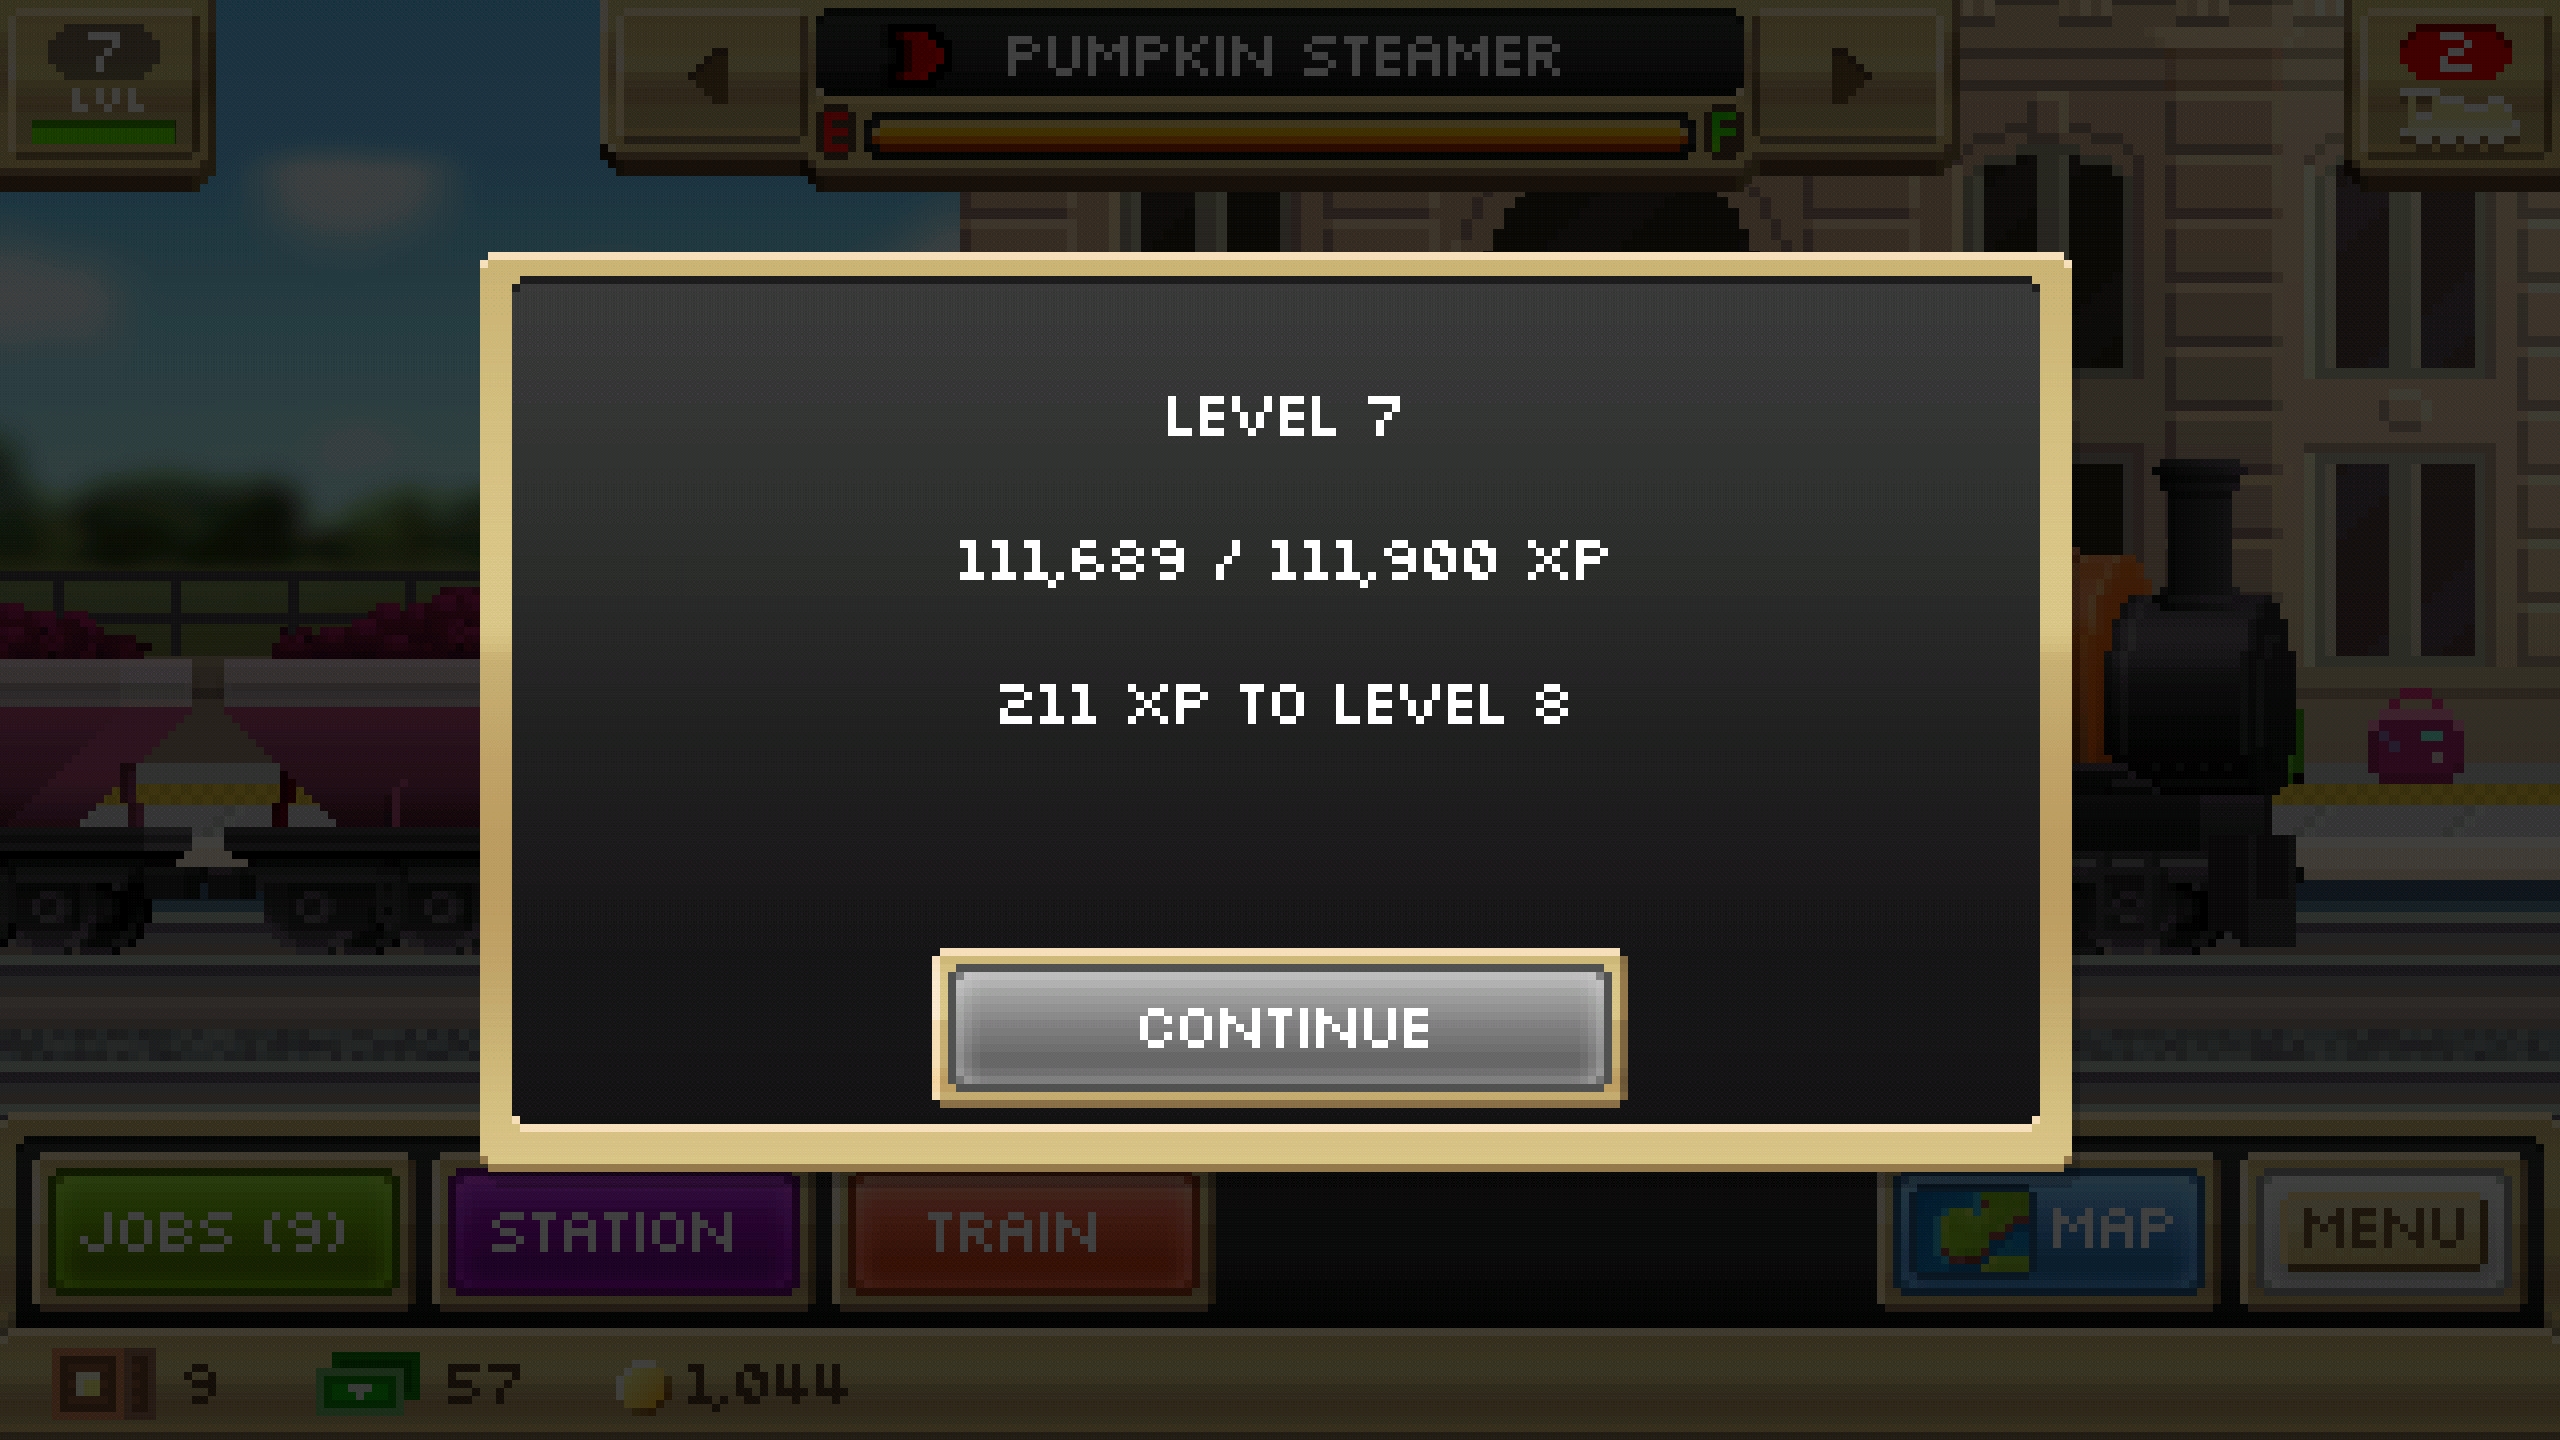 7
LVL
PUMPKIN STEAMER
E F
2
LEVEL 7
111,689 / 111,900 XP
211 XP TO LEVEL 8
CONTINUE
JOBS (9) STATION TRAIN MAP MENU
9 57 1,044